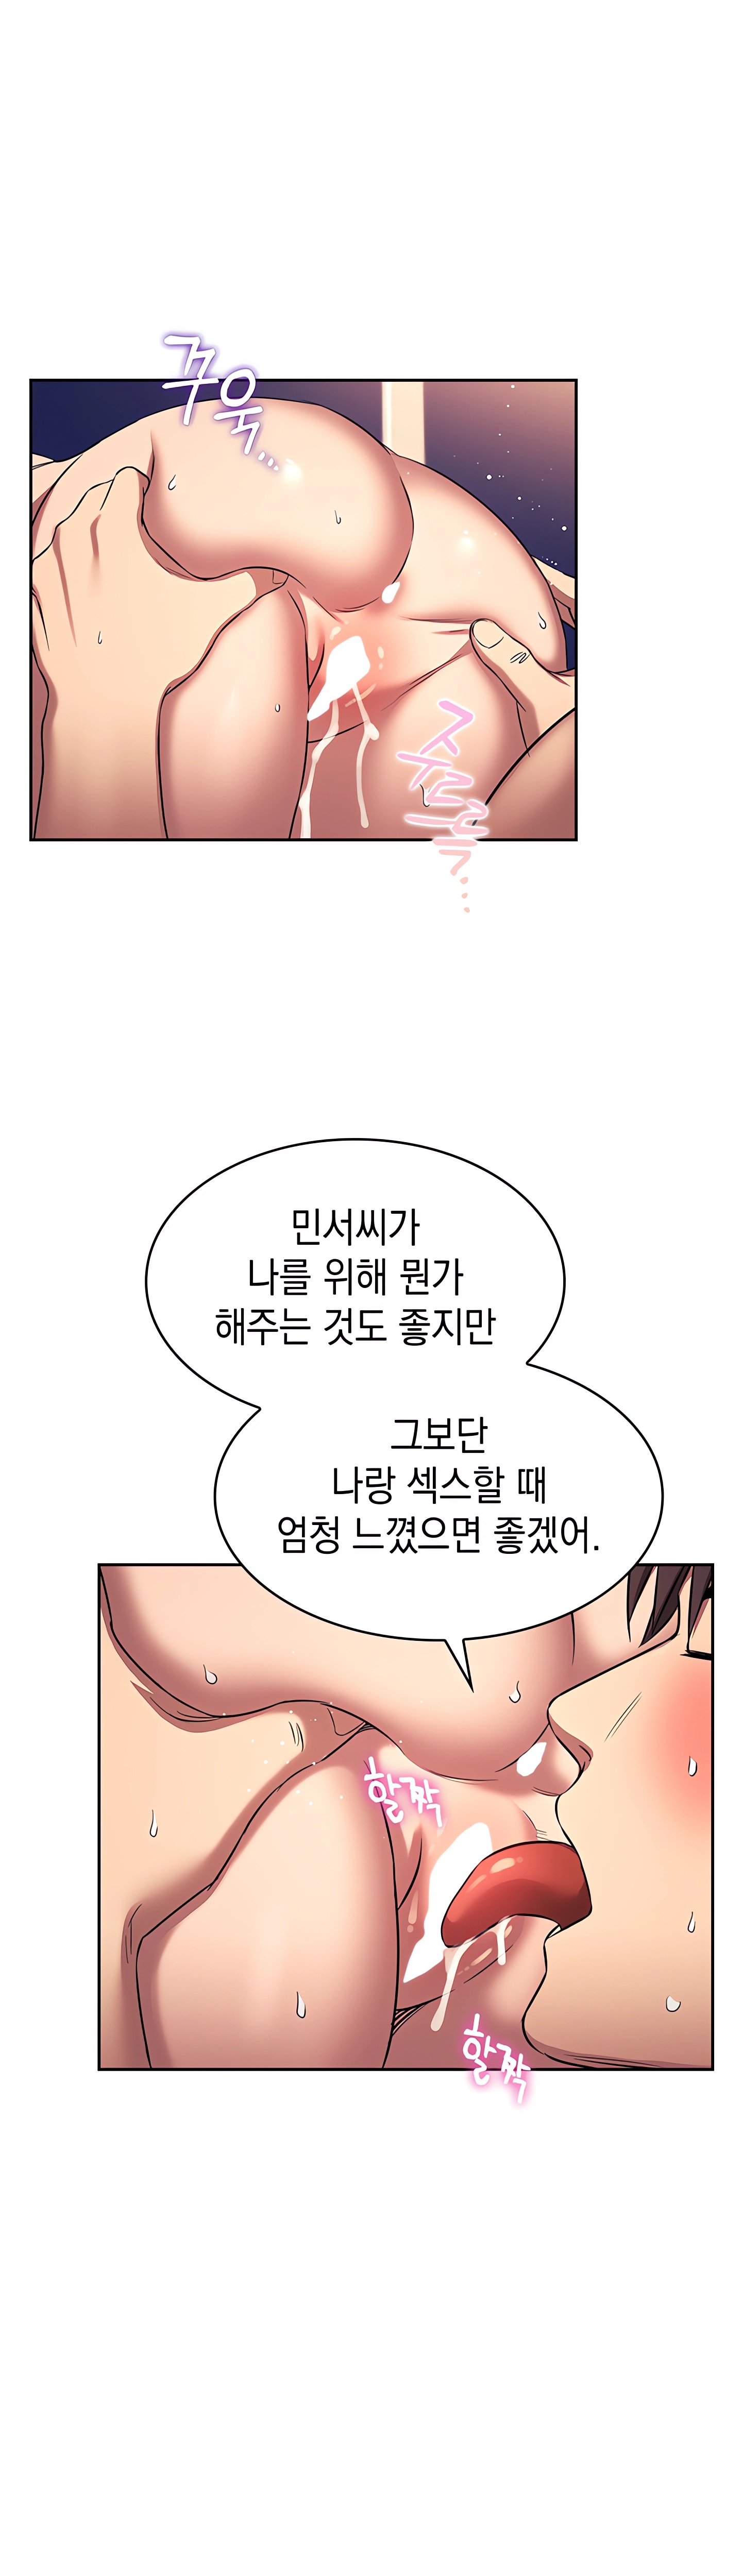 꾸욱...
주르륵...
민서씨가
나를 위해 뭔가
해주는 것도 좋지만
그보단
나랑 섹스할 때
엄청 느꼈으면 좋겠어.
할짝
할짝